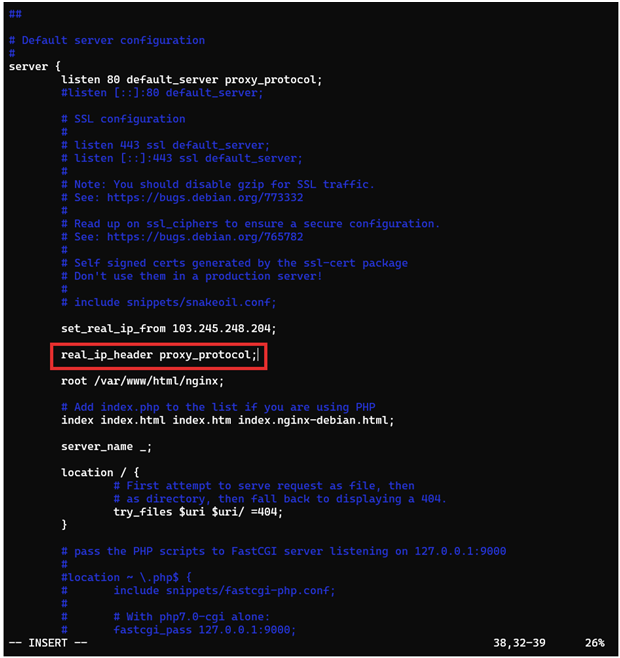 ##
# Default server configuration
#
server {
listen 80 default_server proxy_protocol;
#listen [::]:80 default_server;
# SSL configuration
#
# listen 443 ssl default_server;
# listen [::]:443 ssl default_server;
#
# Note: You should disable gzip for SSL traffic.
# See: https://bugs.debian.org/773332
#
# Read up on ssl_ciphers to ensure a secure configuration.
# See: https://bugs.debian.org/765782
#
# Self signed certs generated by the ssl-cert package
# Don't use them in a production server!
#
# include snippets/snakeoil.conf;
set_real_ip_from 103.245.248.204;
real_ip_header proxy_protocol;
root /var/www/html/nginx;
# Add index.php to the list if you are using PHP
index index.html index.htm index.nginx-debian.html;
server_name _;
location / {
# First attempt to serve request as file, then
# as directory, then fall back to displaying a 404.
try_files $uri $uri/ =404;
}
# pass the PHP scripts to FastCGI server listening on 127.0.0.1:9000
#
#location ~ \.php$ {
#       include snippets/fastcgi-php.conf;
#
#       # With php7.0-cgi alone:
#       fastcgi_pass 127.0.0.1:9000;
-- INSERT --                    38,32-39    26%